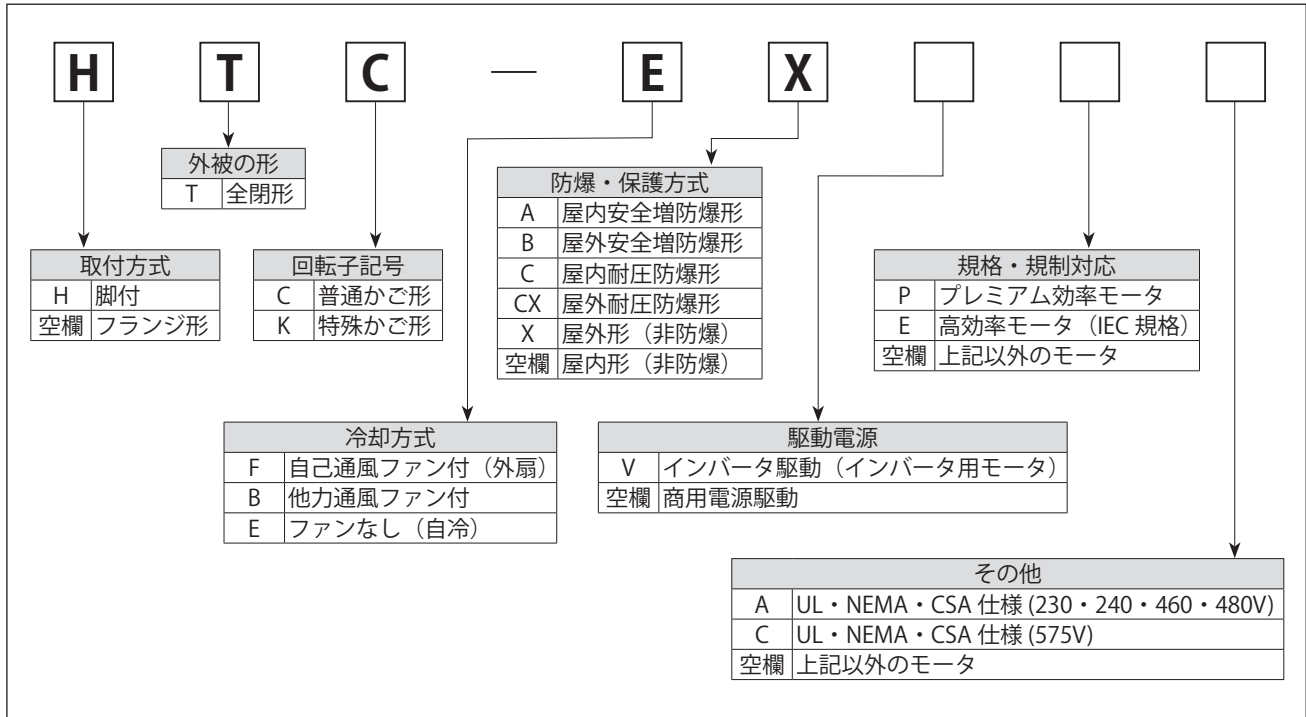 H T C — E X
外被の形
T 全閉形
防爆・保護方式
A 屋内安全増防爆形
B 屋外安全増防爆形
C 屋内耐圧防爆形
CX 屋外耐圧防爆形
X 屋外形（非防爆）
空欄 屋内形（非防爆）
取付方式
H 脚付
空欄 フランジ形
回転子記号
C 普通かご形
K 特殊かご形
規格・規制対応
P プレミアム効率モータ
E 高効率モータ（IEC 規格）
空欄 上記以外のモータ
冷却方式
F 自己通風ファン付（外扇）
B 他力通風ファン付
E ファンなし（自冷）
駆動電源
V インバータ駆動（インバータ用モータ）
空欄 商用電源駆動
その他
A UL・NEMA・CSA 仕様 (230・240・460・480V)
C UL・NEMA・CSA 仕様 (575V)
空欄 上記以外のモータ